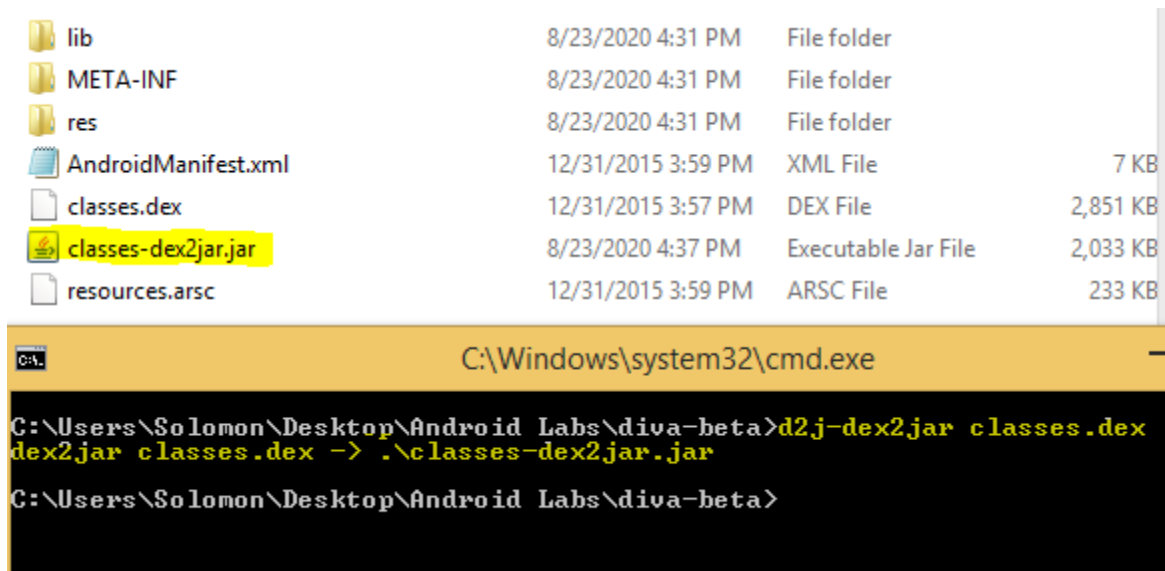 lib 8/23/2020 4:31 PM File folder
META-INF 8/23/2020 4:31 PM File folder
res 8/23/2020 4:31 PM File folder
AndroidManifest.xml 12/31/2015 3:59 PM XML File 7 KB
classes.dex 12/31/2015 3:57 PM DEX File 2,851 KB
classes-dex2jar.jar 8/23/2020 4:37 PM Executable Jar File 2,033 KB
resources.arsc 12/31/2015 3:59 PM ARSC File 233 KB
C:\Windows\system32\cmd.exe
C:\Users\Solomon\Desktop\Android Labs\diva-beta>d2j-dex2jar classes.dex
dex2jar classes.dex -> .\classes-dex2jar.jar
C:\Users\Solomon\Desktop\Android Labs\diva-beta>